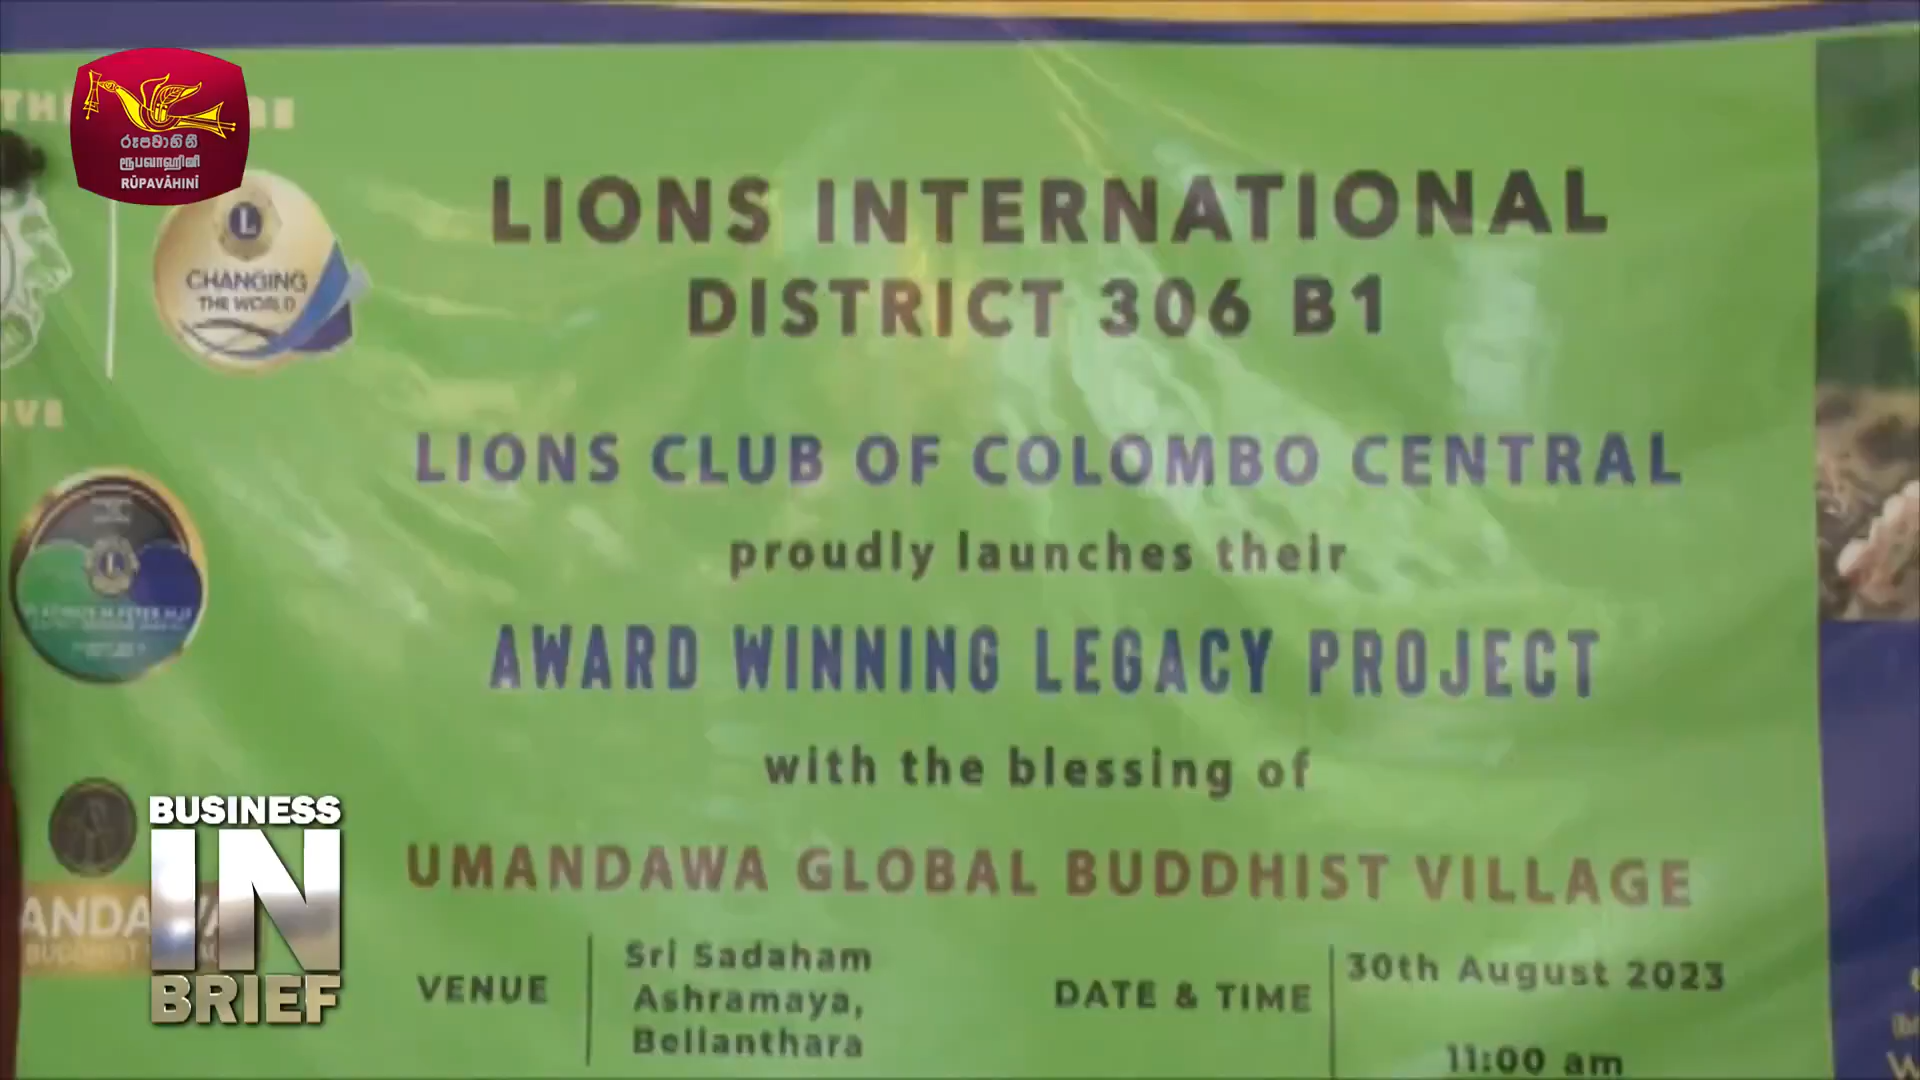 රූපවාහිනී
ரூபவாஹினி
RŪPAVĀHINĪ
L
CHANGING
THE WORLD
LIONS INTERNATIONAL
DISTRICT 306 B1
LIONS CLUB OF COLOMBO CENTRAL
proudly launches their
AWARD WINNING LEGACY PROJECT
with the blessing of
UMANDAWA GLOBAL BUDDHIST VILLAGE
VENUE
Sri Sadaham
Ashramaya,
Bellanthara
DATE & TIME
30th August 2023
11:00 am
BUSINESS
IN
BRIEF
BUDDHIST